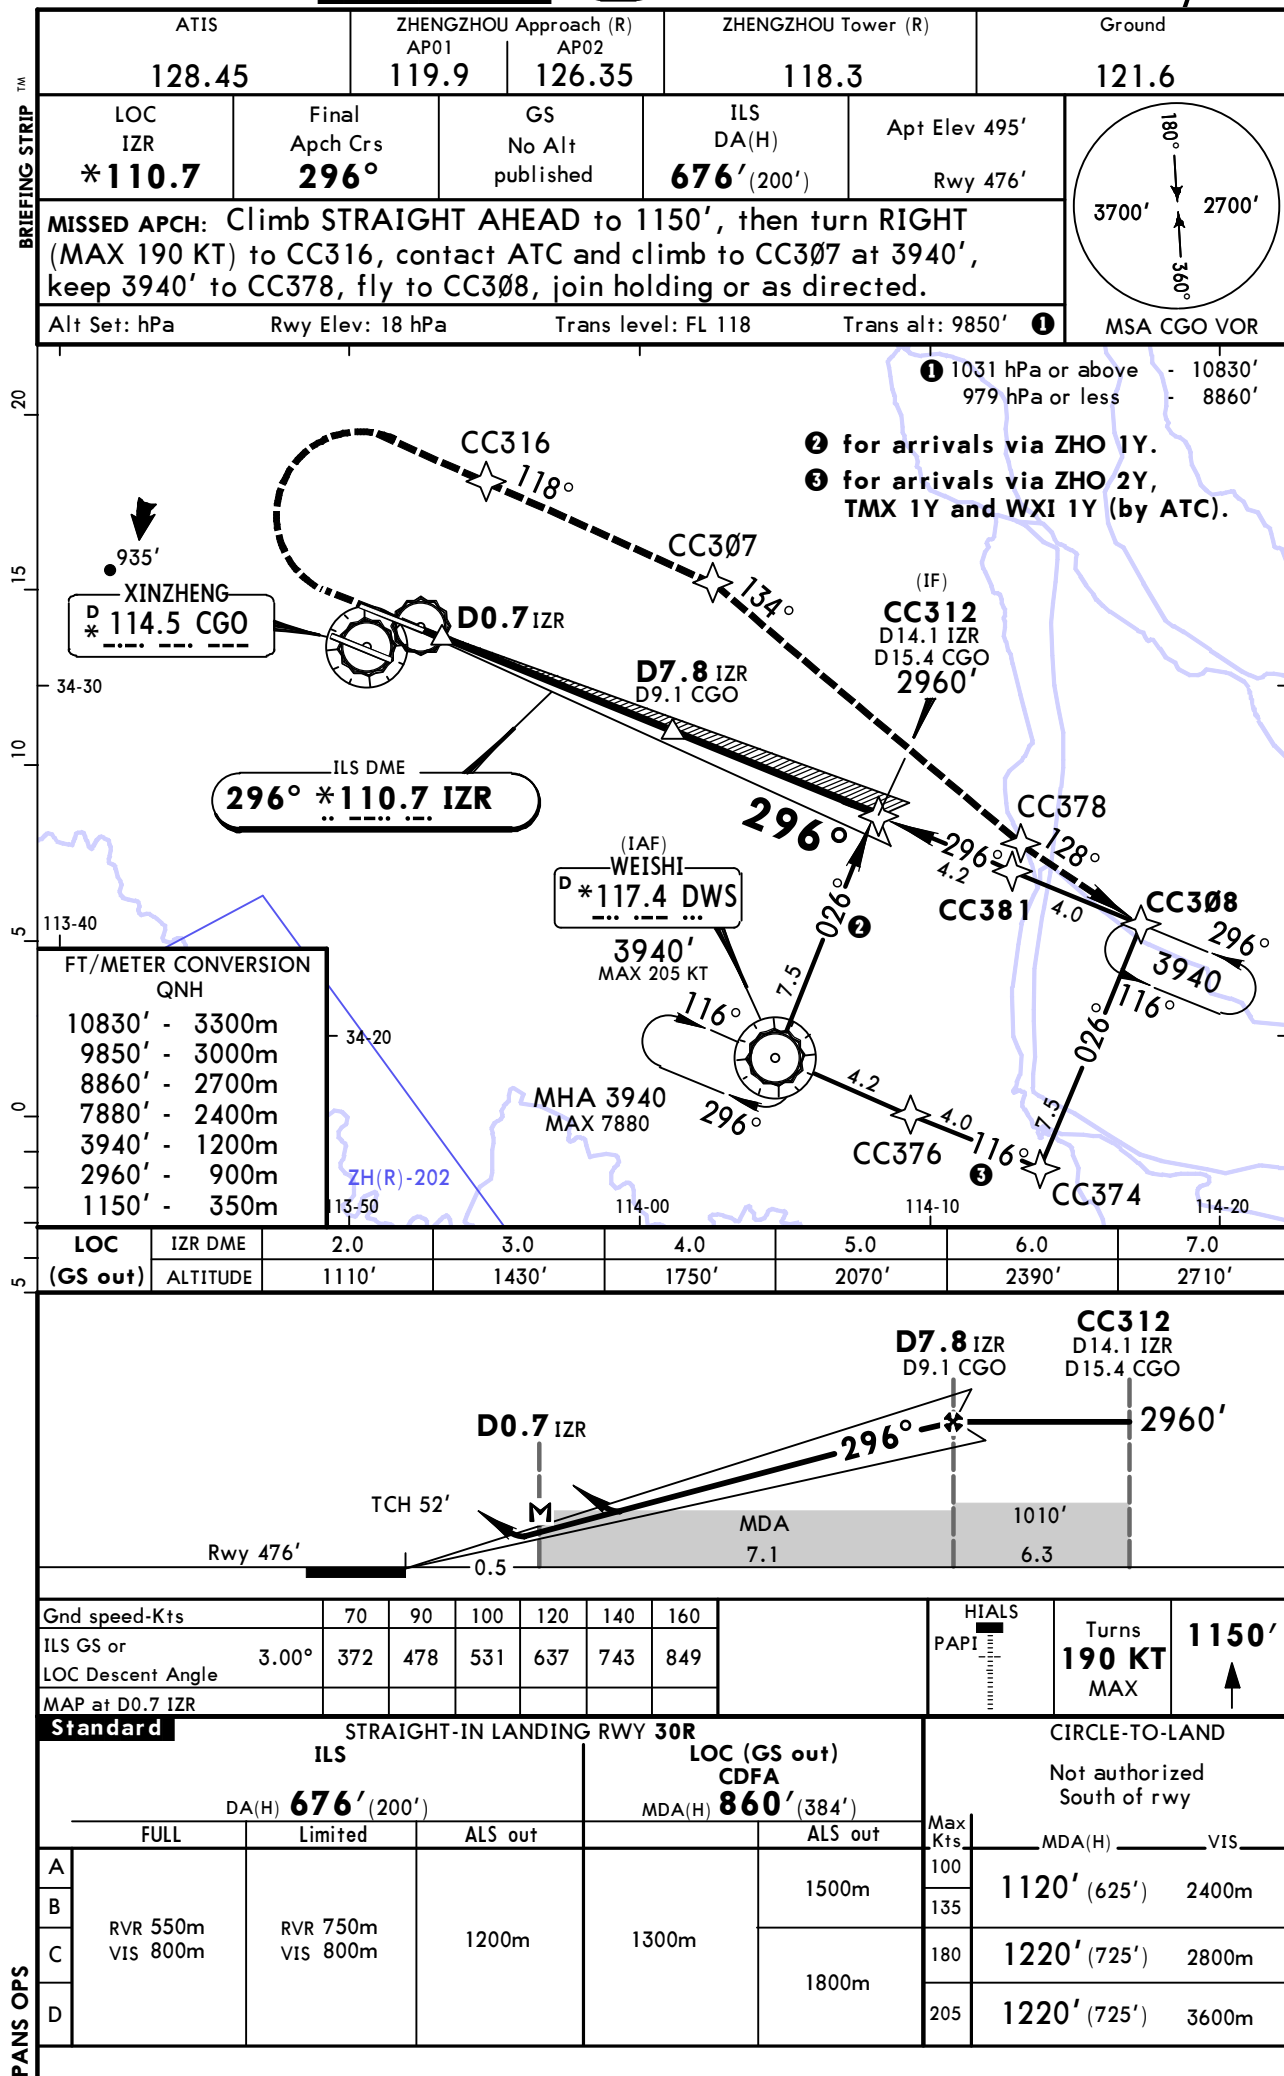 ATIS
128.45
ZHENGZHOU Approach (R)
AP01 AP02
119.9 126.35
ZHENGZHOU Tower (R)
118.3
Ground
121.6
BRIEFING STRIP TM
LOC
IZR
*110.7
Final
Apch Crs
296°
GS
No Alt
published
ILS
DA(H)
676'(200')
Apt Elev 495'
Rwy 476'
180°
3700' 2700'
360°
MSA CGO VOR
MISSED APCH: Climb STRAIGHT AHEAD to 1150', then turn RIGHT
(MAX 190 KT) to CC316, contact ATC and climb to CC3Ø7 at 3940',
keep 3940' to CC378, fly to CC3Ø8, join holding or as directed.
Alt Set: hPa Rwy Elev: 18 hPa Trans level: FL 118 Trans alt: 9850' ❶
❶ 1031 hPa or above - 10830'
979 hPa or less - 8860'
❷ for arrivals via ZHO 1Y.
❸ for arrivals via ZHO 2Y,
TMX 1Y and WXI 1Y (by ATC).
20
15
10
5
0
5
CC316
118°
CC3Ø7
134°
935'
XINZHENG
D
* 114.5 CGO
D0.7 IZR
(IF)
CC312
D14.1 IZR
D15.4 CGO
2960'
D7.8 IZR
D9.1 CGO
34-30
ILS DME
296° *110.7 IZR
296°
CC378
128°
296°
4.2
CC381
4.0
CC3Ø8
296°
3940
116°
(IAF)
WEISHI
D *117.4 DWS
3940'
MAX 205 KT
026° ❷
7.5
116°
296°
MHA 3940
MAX 7880
4.2
CC376
4.0
116°
❸
CC374
026°
7.5
113-40
34-20
ZH(R)-202
113-50
114-00
114-10
114-20
FT/METER CONVERSION
QNH
10830' - 3300m
9850' - 3000m
8860' - 2700m
7880' - 2400m
3940' - 1200m
2960' - 900m
1150' - 350m
LOC IZR DME 2.0 3.0 4.0 5.0 6.0 7.0
(GS out) ALTITUDE 1110' 1430' 1750' 2070' 2390' 2710'
CC312
D14.1 IZR
D15.4 CGO
D7.8 IZR
D9.1 CGO
2960'
D0.7 IZR
296°
TCH 52'
M
MDA
1010'
Rwy 476'
0.5
7.1
6.3
Gnd speed-Kts 70 90 100 120 140 160
ILS GS or
LOC Descent Angle 3.00° 372 478 531 637 743 849
MAP at D0.7 IZR
HIALS
PAPI
Turns
190 KT
MAX
1150'
Standard STRAIGHT-IN LANDING RWY 30R
ILS
DA(H) 676'(200')
FULL Limited ALS out
LOC (GS out)
CDFA
MDA(H) 860'(384')
ALS out
CIRCLE-TO-LAND
Not authorized
South of rwy
Max
Kts MDA(H) VIS
A
B
C
D
RVR 550m
VIS 800m
RVR 750m
VIS 800m
1200m
1300m
1500m
1800m
100
135
1120' (625') 2400m
180 1220' (725') 2800m
205 1220' (725') 3600m
PANS OPS